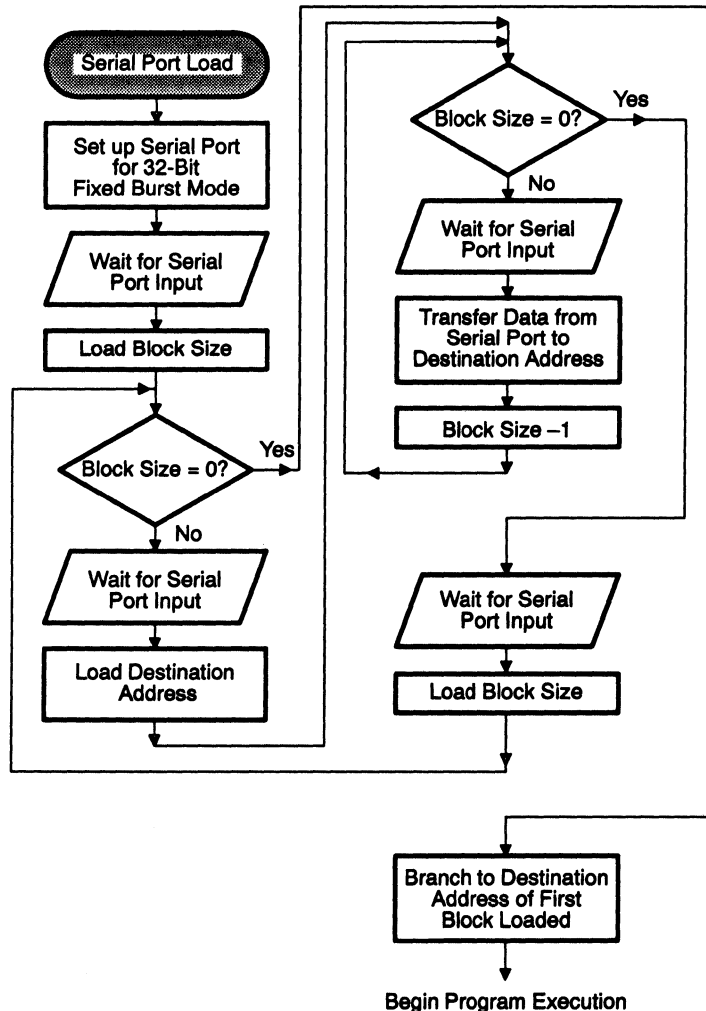 Serial Port Load
Set up Serial Port
for 32-Bit
Fixed Burst Mode
Wait for Serial
Port Input
Load Block Size
Block Size = 0?
Yes
No
Wait for Serial
Port Input
Load Destination
Address
Block Size = 0?
Yes
No
Wait for Serial
Port Input
Transfer Data from
Serial Port to
Destination Address
Block Size –1
Wait for Serial
Port Input
Load Block Size
Branch to Destination
Address of First
Block Loaded
Begin Program Execution